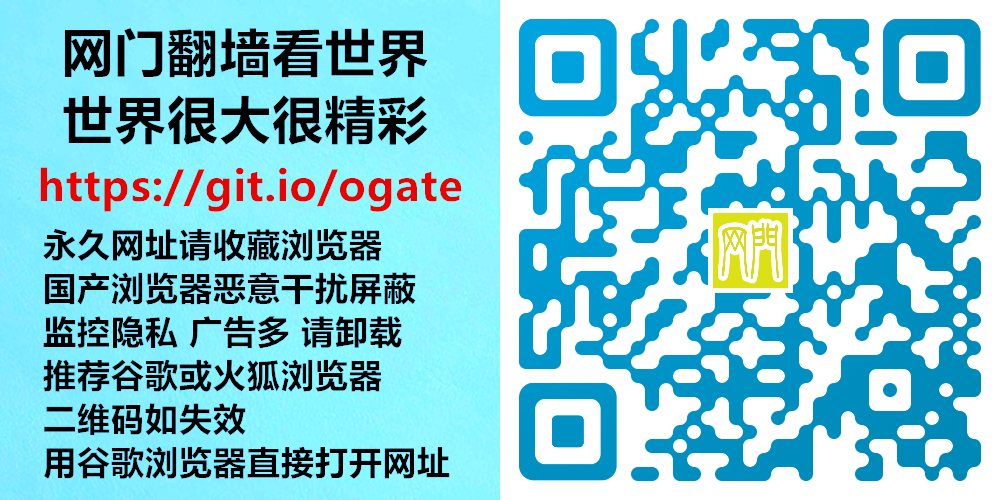 网门翻墙看世界
世界很大很精彩
https://git.io/ogate
永久网址请收藏浏览器
国产浏览器恶意干扰屏蔽
监控隐私 广告多 请卸载
推荐谷歌或火狐浏览器
二维码如失效
用谷歌浏览器直接打开网址
网門